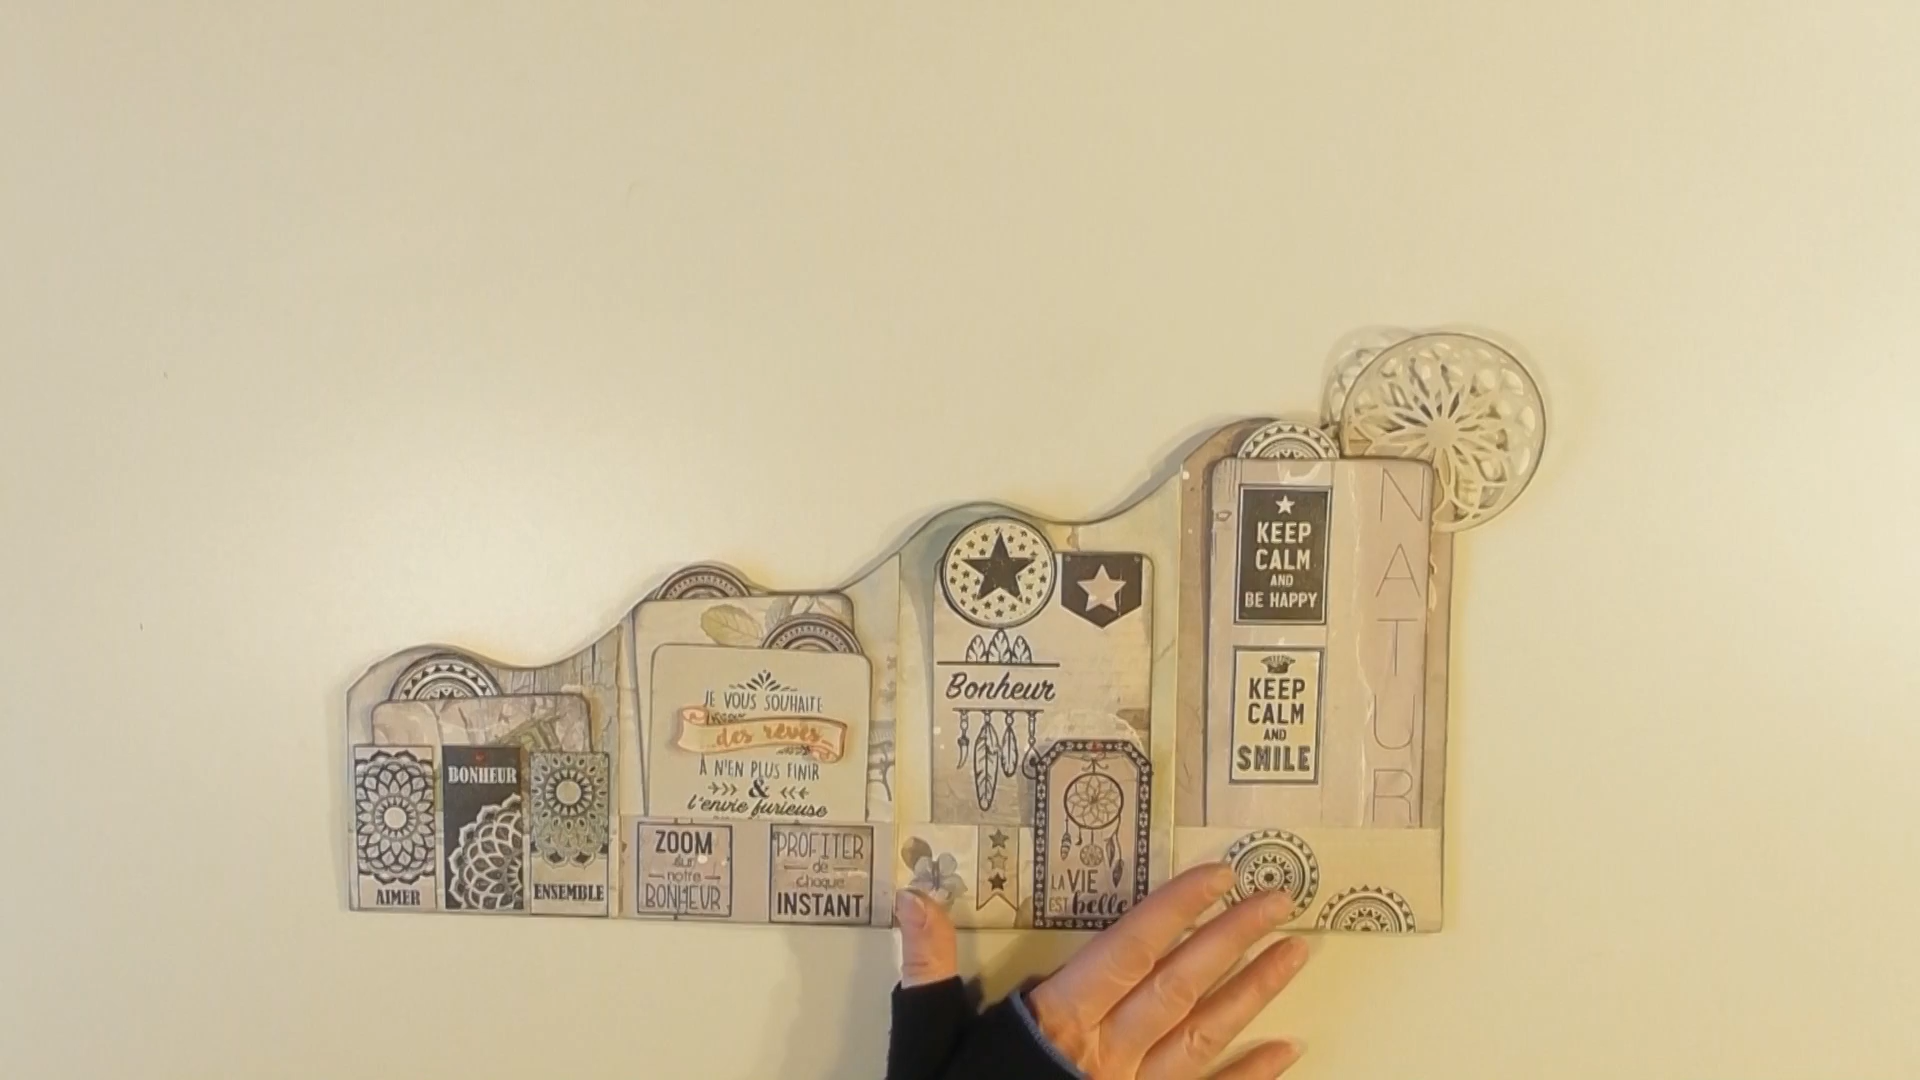 BONHEUR
AIMER
ENSEMBLE
JE VOUS SOUHAITE
des rêves
À N'EN PLUS FINIR
&
l'envie furieuse
ZOOM
sur
notre
BONHEUR
PROFITER
de
chaque
INSTANT
Bonheur
LA VIE
EST belle
KEEP
CALM
AND
BE HAPPY
KEEP
CALM
AND
SMILE
NATUR